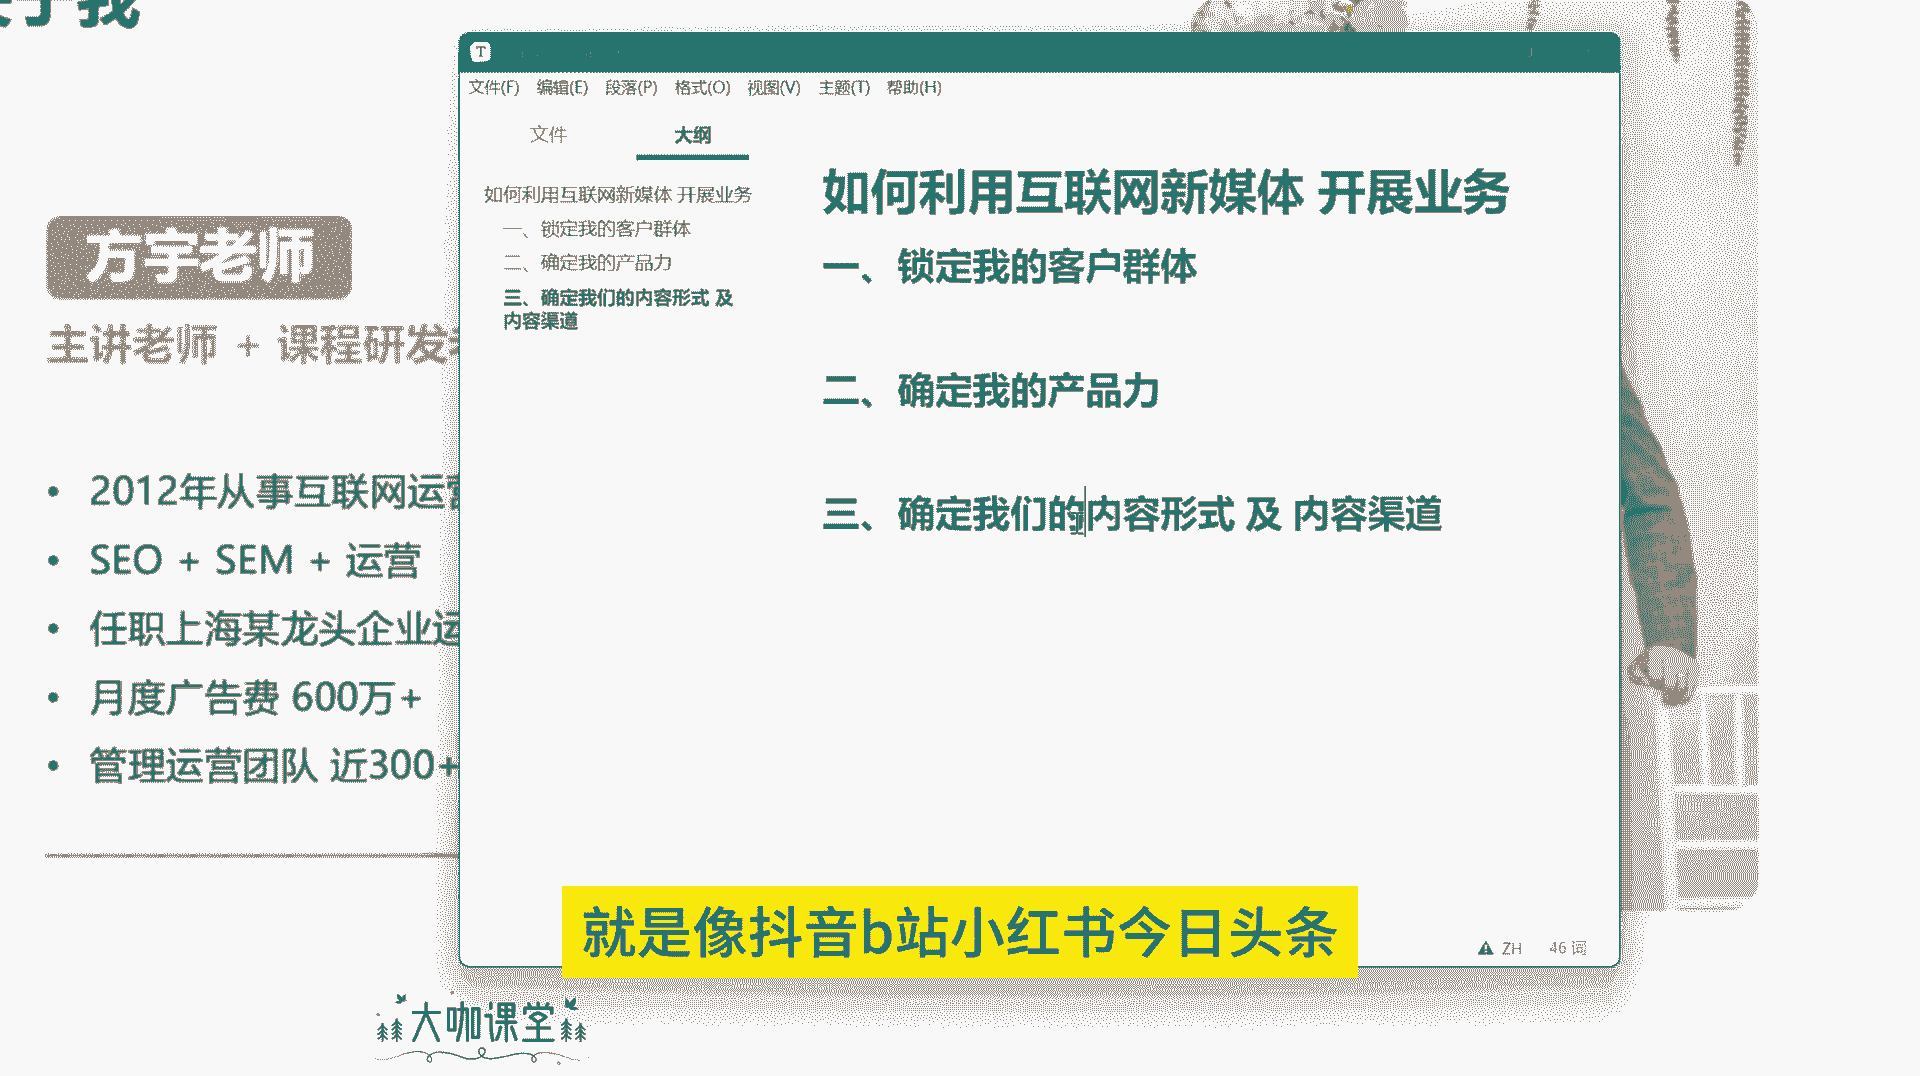 我
方宇老师
主讲老师 + 课程研发
• 2012年从事互联网运营
• SEO + SEM + 运营
• 任职上海某龙头企业运
• 月度广告费 600万+
• 管理运营团队 近300+
T
文件(F) 编辑(E) 段落(P) 格式(O) 视图(V) 主题(T) 帮助(H)
文件 大纲
如何利用互联网新媒体 开展业务
一、锁定我的客户群体
二、确定我的产品力
三、确定我们的内容形式 及
内容渠道
如何利用互联网新媒体 开展业务
一、锁定我的客户群体
二、确定我的产品力
三、确定我们的内容形式 及 内容渠道
ZH 46 词
就是像抖音b站小红书今日头条
大咖课堂